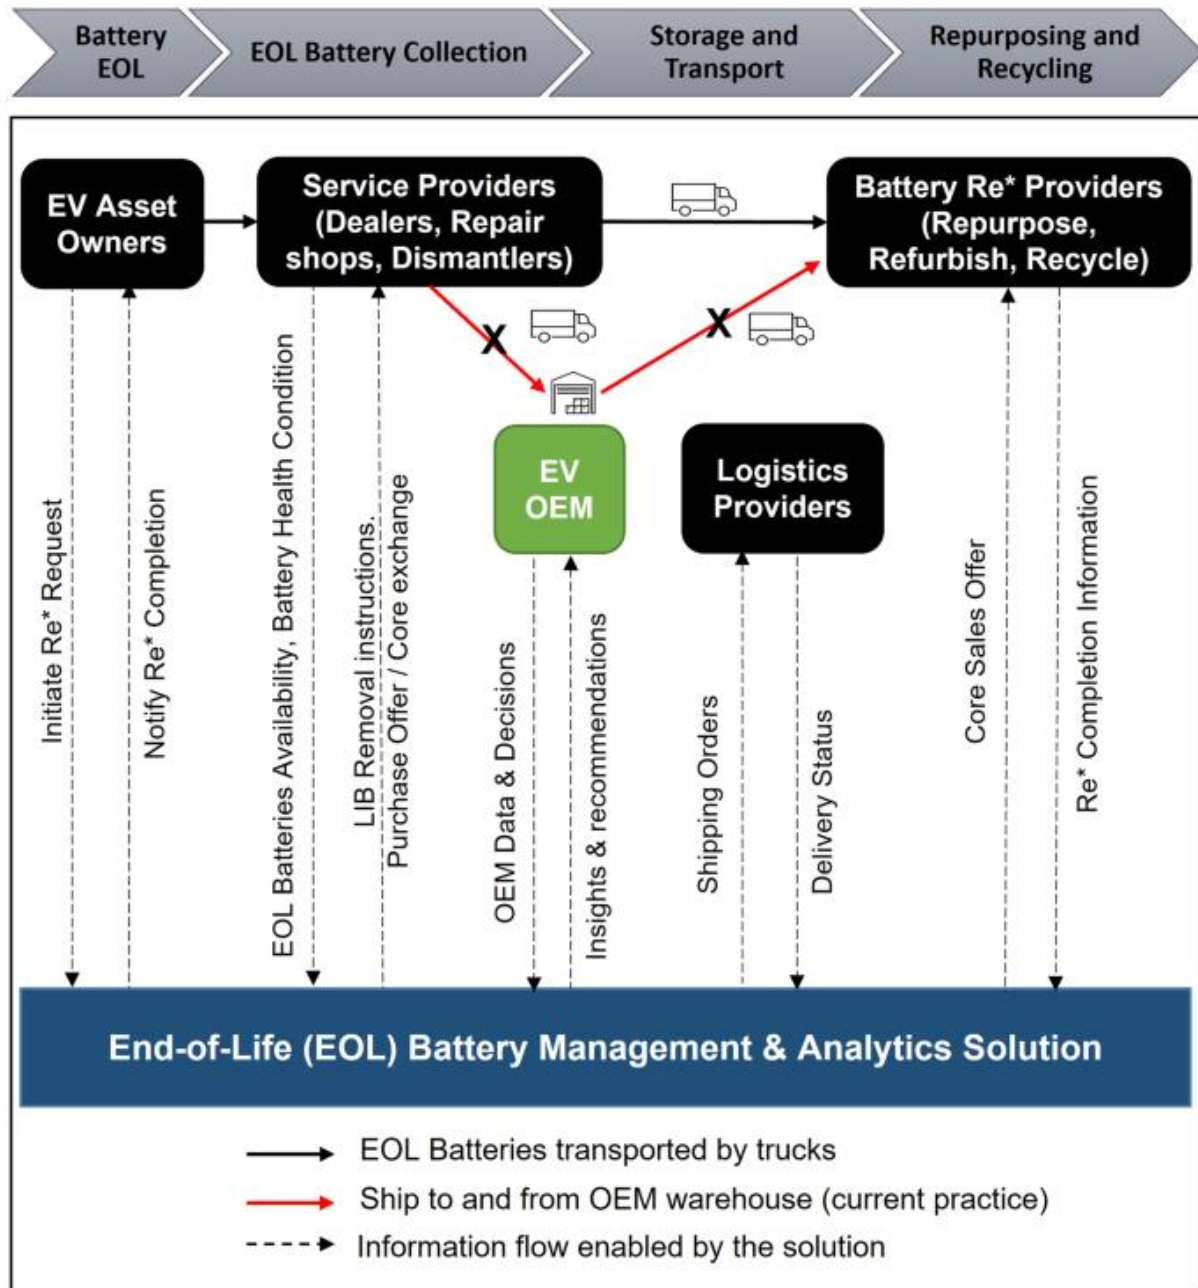 Battery
EOL
EOL Battery Collection
Storage and
Transport
Repurposing and
Recycling
EV Asset
Owners
Service Providers
(Dealers, Repair
shops, Dismantlers)
Battery Re* Providers
(Repurpose,
Refurbish, Recycle)
X
X
EV
OEM
Logistics
Providers
Initiate Re* Request
Notify Re* Completion
EOL Batteries Availability, Battery Health Condition
LIB Removal instructions.
Purchase Offer / Core exchange
OEM Data & Decisions
Insights & recommendations
Shipping Orders
Delivery Status
Core Sales Offer
Re* Completion Information
End-of-Life (EOL) Battery Management & Analytics Solution
EOL Batteries transported by trucks
Ship to and from OEM warehouse (current practice)
Information flow enabled by the solution